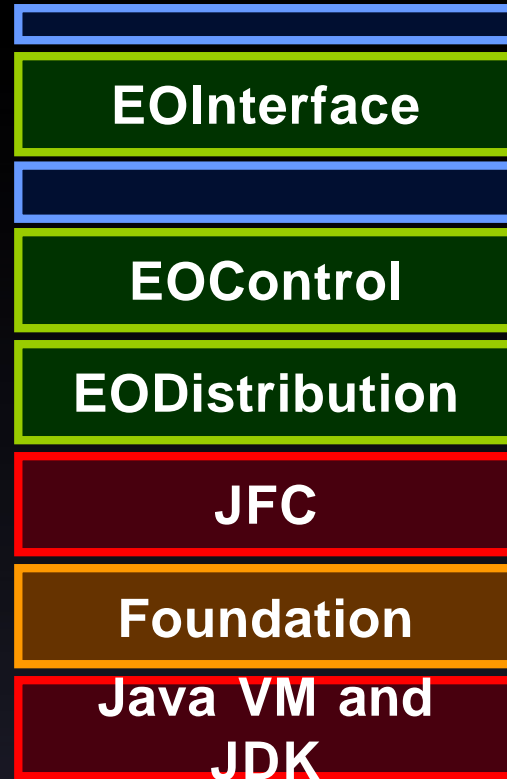 EOInterface
EOControl
EODistribution
JFC
Foundation
Java VM and
JDK